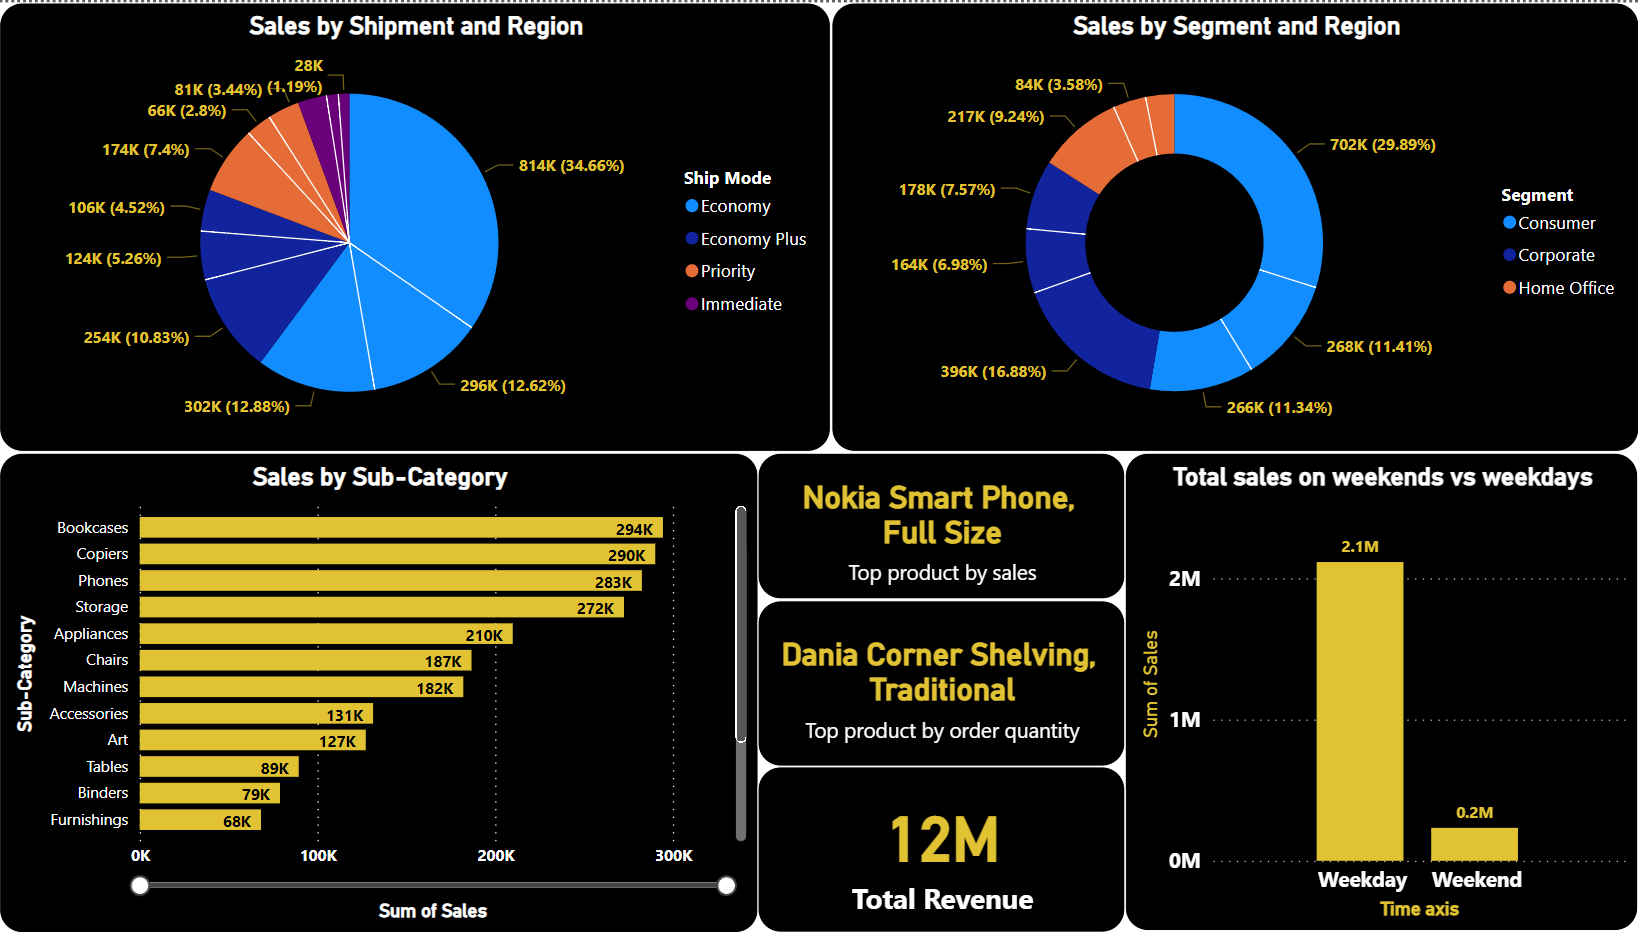 Sales by Shipment and Region
28K
(1.19%)
81K (3.44%)
66K (2.8%)
174K (7.4%)
106K (4.52%)
124K (5.26%)
254K (10.83%)
302K (12.88%)
296K (12.62%)
814K (34.66%)
Ship Mode
Economy
Economy Plus
Priority
Immediate
Sales by Segment and Region
84K (3.58%)
217K (9.24%)
178K (7.57%)
164K (6.98%)
396K (16.88%)
266K (11.34%)
268K (11.41%)
702K (29.89%)
Segment
Consumer
Corporate
Home Office
Sales by Sub-Category
Sub-Category
Bookcases 294K
Copiers 290K
Phones 283K
Storage 272K
Appliances 210K
Chairs 187K
Machines 182K
Accessories 131K
Art 127K
Tables 89K
Binders 79K
Furnishings 68K
0K 100K 200K 300K
Sum of Sales
Nokia Smart Phone,
Full Size
Top product by sales
Dania Corner Shelving,
Traditional
Top product by order quantity
12M
Total Revenue
Total sales on weekends vs weekdays
Sum of Sales
2M
1M
0M
2.1M
0.2M
Weekday Weekend
Time axis